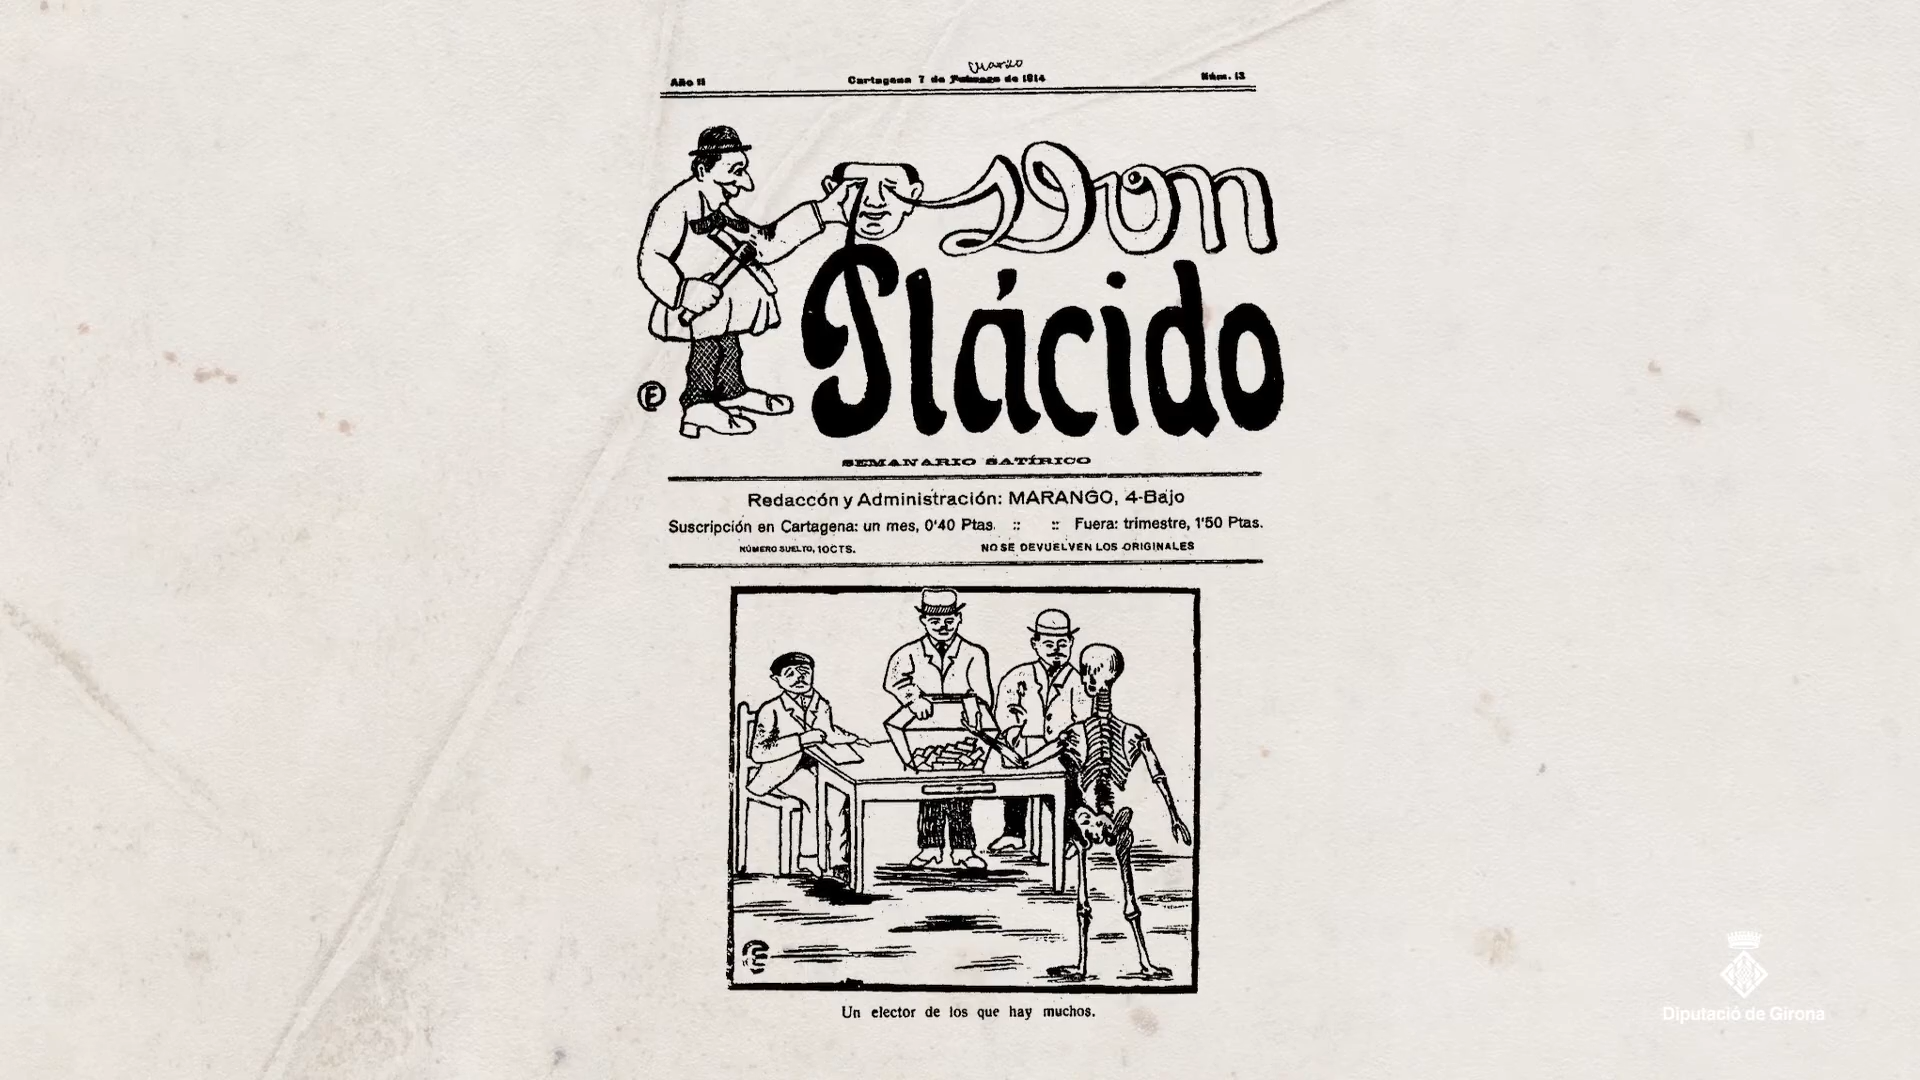 Marzo
Año II Cartagena 7 de Febrero de 1914 Núm. 13
Don
Plácido
SEMANARIO SATÍRICO
Redaccón y Administración: MARANGO, 4-Bajo
Suscripción en Cartagena: un mes, 0'40 Ptas. :: :: Fuera: trimestre, 1'50 Ptas.
NÚMERO SUELTO, 10 CTS. NO SE DEVUELVEN LOS ORIGINALES
Un elector de los que hay muchos.
Diputació de Girona